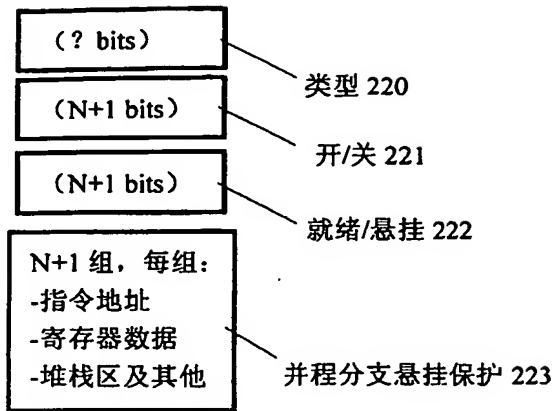 （? bits）
类型 220
（N+1 bits）
开/关 221
（N+1 bits）
就绪/悬挂 222
N+1 组，每组：
-指令地址
-寄存器数据
-堆栈区及其他
并程分支悬挂保护 223